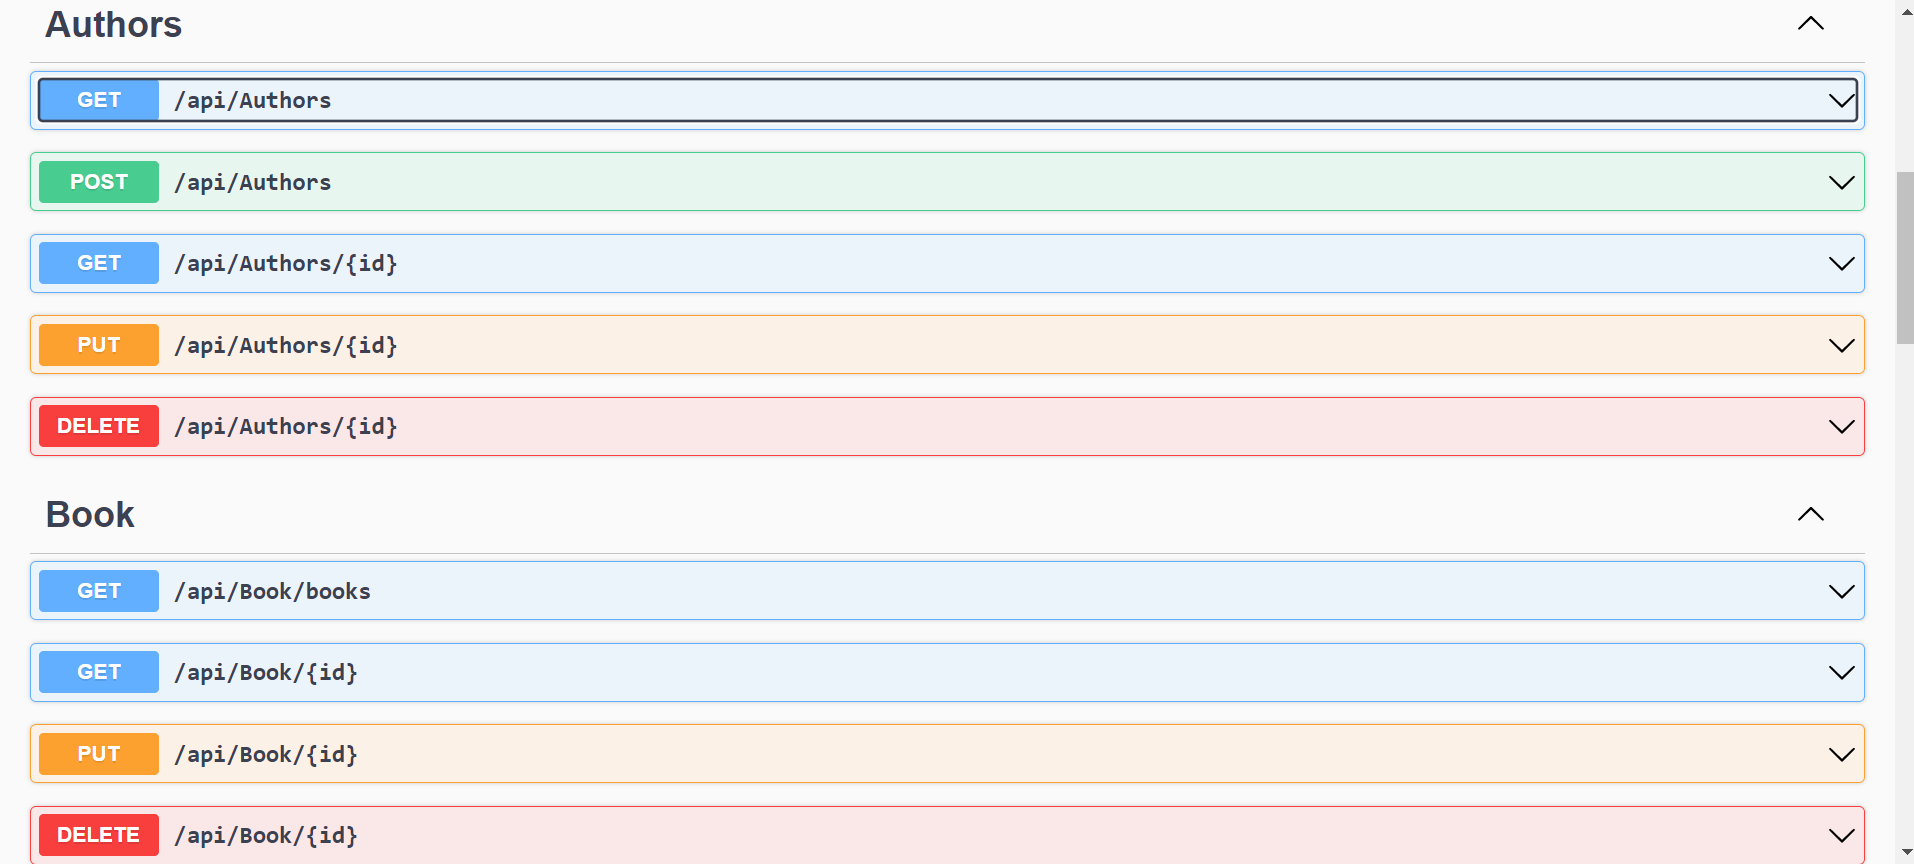 Authors
GET /api/Authors
POST /api/Authors
GET /api/Authors/{id}
PUT /api/Authors/{id}
DELETE /api/Authors/{id}
Book
GET /api/Book/books
GET /api/Book/{id}
PUT /api/Book/{id}
DELETE /api/Book/{id}